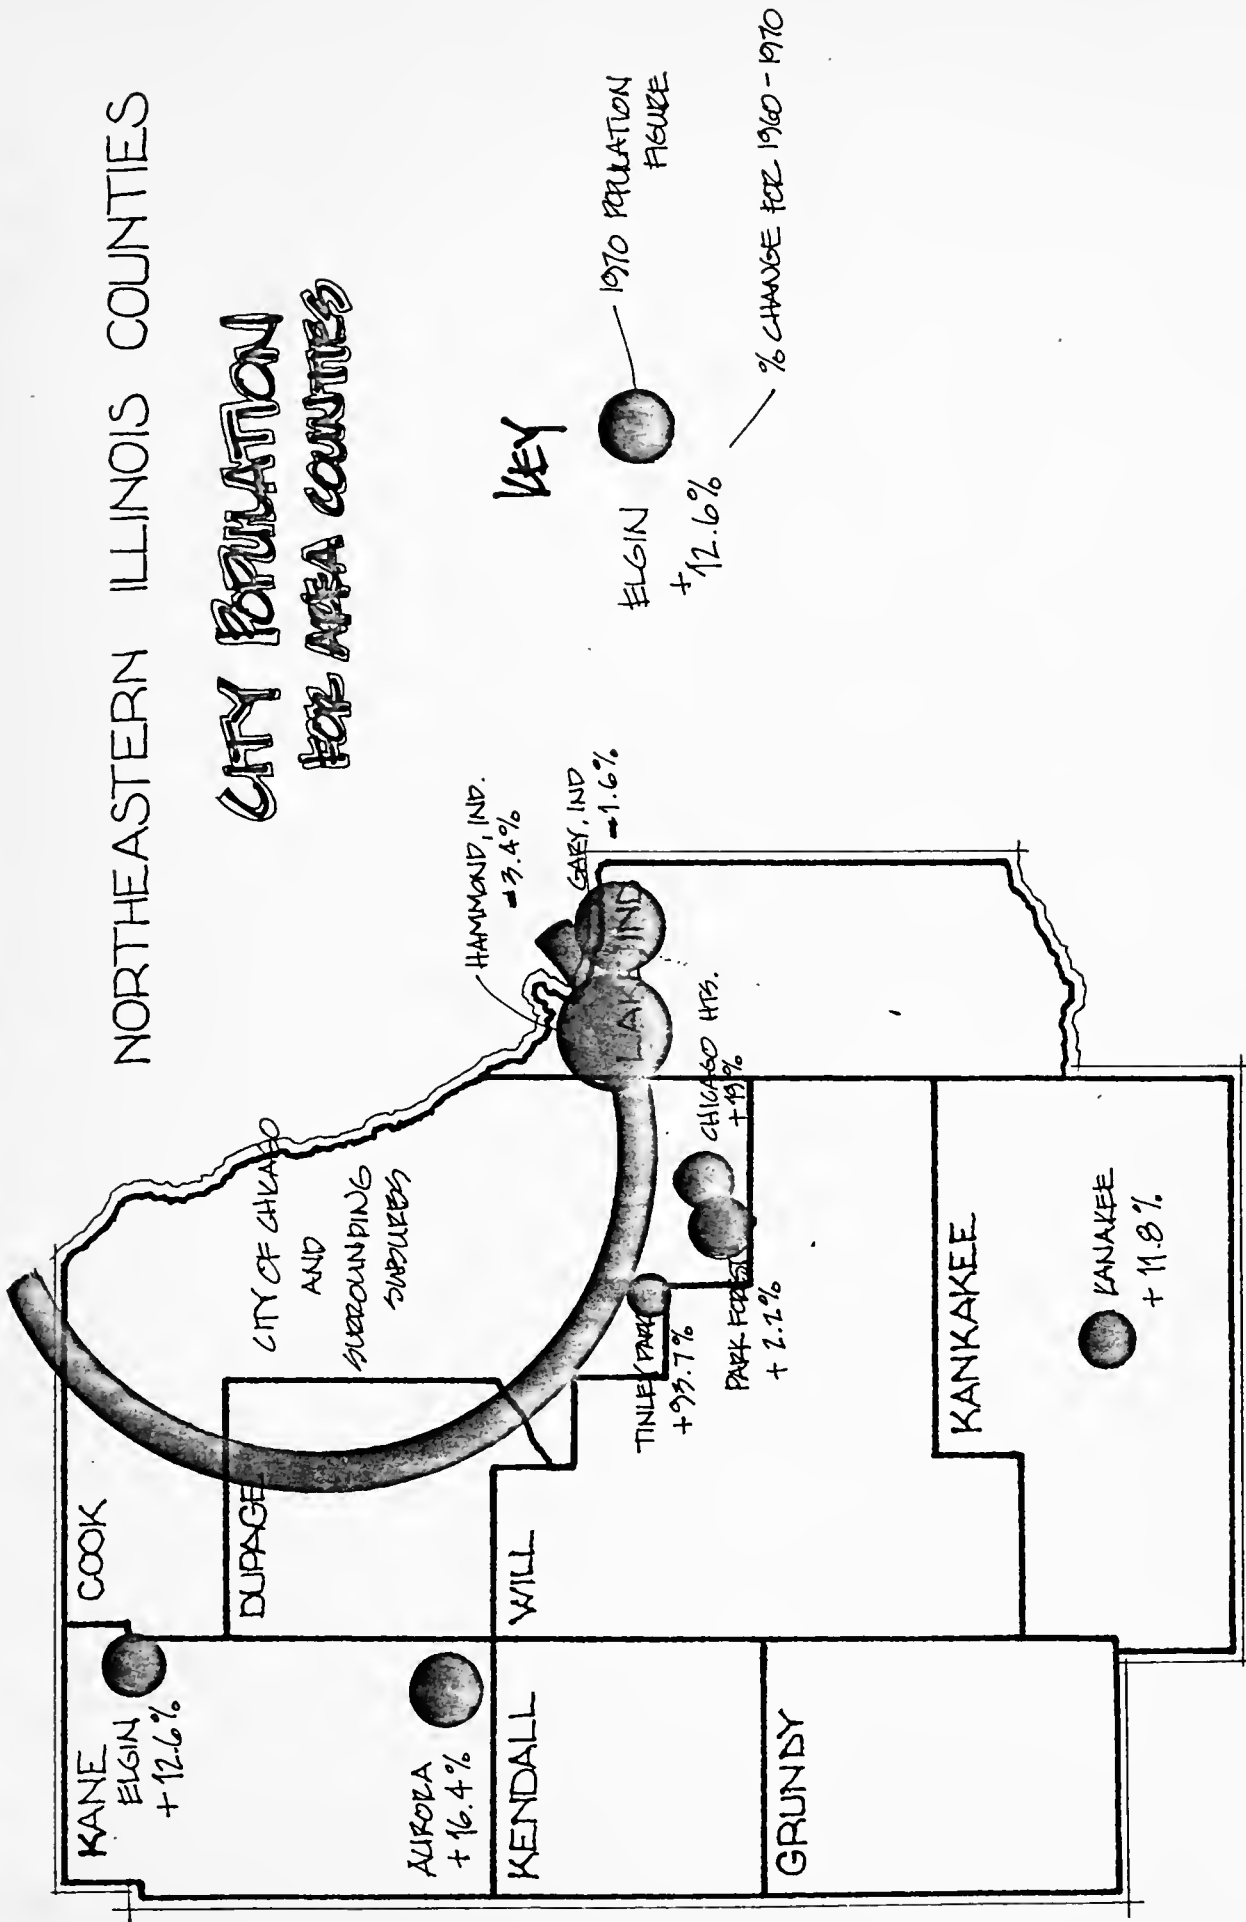 NORTHEASTERN ILLINOIS COUNTIES
CITY POPULATION
FOR AREA COUNTIES
KEY
ELGIN
+12.6%
1970 POPULATION
FIGURE
% CHANGE FOR 1960-1970
KANE
ELGIN
+12.6%
COOK
CITY OF CHICAGO
AND
SURROUNDING
SUBURBS
DUPAGE
AURORA
+16.4%
HAMMOND, IND.
-3.4%
GARY, IND
-1.6%
LAKE IND
KENDALL
WILL
TINLEY PARK
+93.7%
PARK FOREST
+2.2%
CHICAGO HTS.
+19%
GRUNDY
KANKAKEE
KANAKEE
+11.8%